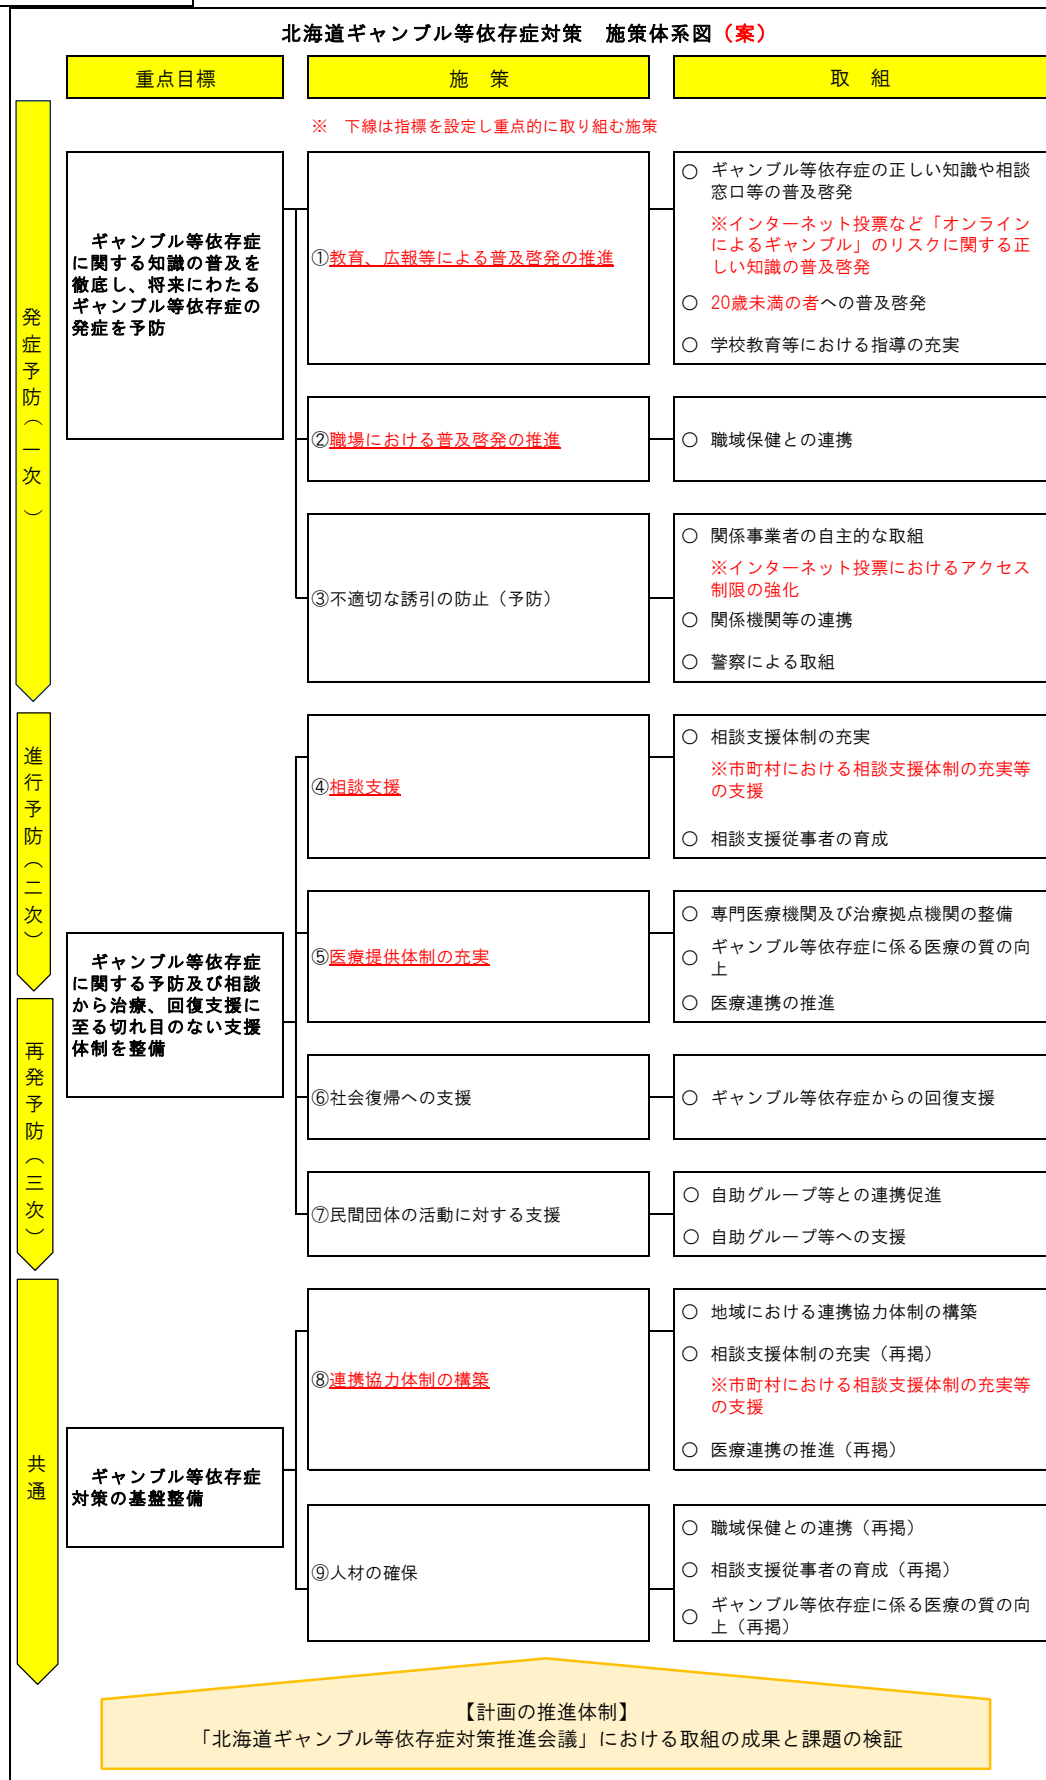 北海道ギャンブル等依存症対策　施策体系図（案）
重点目標
施　策
取　組
※　下線は指標を設定し重点的に取り組む施策
発症予防（一次）
ギャンブル等依存症
に関する知識の普及を
徹底し、将来にわたる
ギャンブル等依存症の
発症を予防
①教育、広報等による普及啓発の推進
○ ギャンブル等依存症の正しい知識や相談
窓口等の普及啓発
※インターネット投票など「オンライン
によるギャンブル」のリスクに関する正
しい知識の普及啓発
○ 20歳未満の者への普及啓発
○ 学校教育等における指導の充実
②職場における普及啓発の推進
○ 職域保健との連携
③不適切な誘引の防止（予防）
○ 関係事業者の自主的な取組
※インターネット投票におけるアクセス
制限の強化
○ 関係機関等の連携
○ 警察による取組
進行予防（二次）
再発予防（三次）
ギャンブル等依存症
に関する予防及び相談
から治療、回復支援に
至る切れ目のない支援
体制を整備
④相談支援
○ 相談支援体制の充実
※市町村における相談支援体制の充実等
の支援
○ 相談支援従事者の育成
⑤医療提供体制の充実
○ 専門医療機関及び治療拠点機関の整備
○ ギャンブル等依存症に係る医療の質の向
上
○ 医療連携の推進
⑥社会復帰への支援
○ ギャンブル等依存症からの回復支援
⑦民間団体の活動に対する支援
○ 自助グループ等との連携促進
○ 自助グループ等への支援
共通
ギャンブル等依存症
対策の基盤整備
⑧連携協力体制の構築
○ 地域における連携協力体制の構築
○ 相談支援体制の充実（再掲）
※市町村における相談支援体制の充実等
の支援
○ 医療連携の推進（再掲）
⑨人材の確保
○ 職域保健との連携（再掲）
○ 相談支援従事者の育成（再掲）
○ ギャンブル等依存症に係る医療の質の向
上（再掲）
【計画の推進体制】
「北海道ギャンブル等依存症対策推進会議」における取組の成果と課題の検証